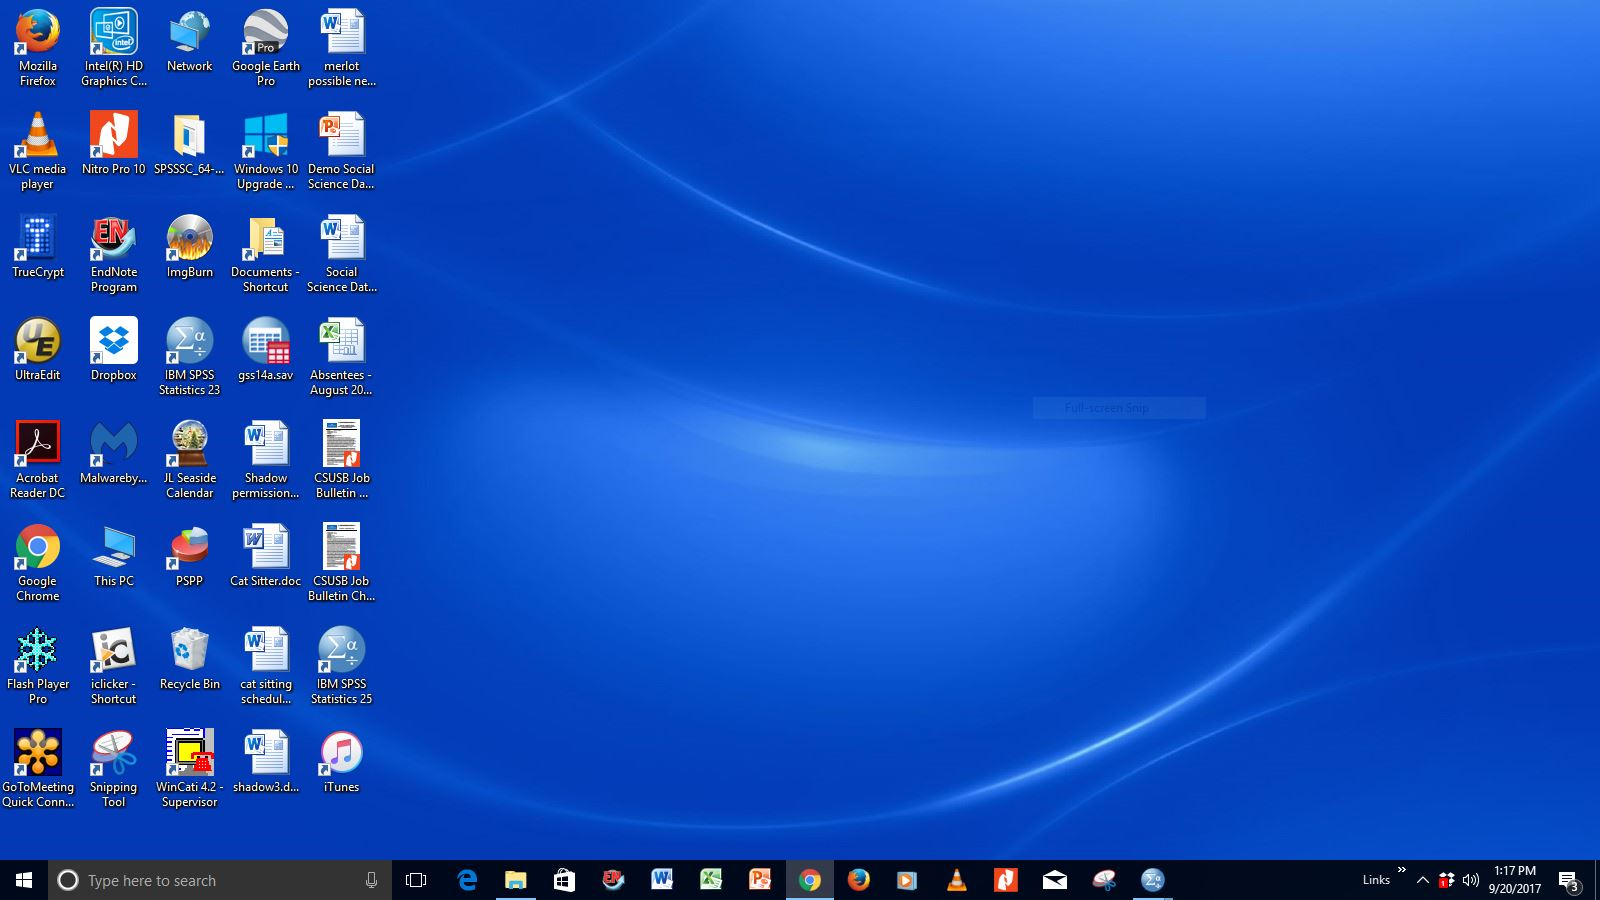 Mozilla
Firefox
Intel(R) HD
Graphics C...
Network
Google Earth
Pro
Pro
merlot
possible ne...
VLC media
player
Nitro Pro 10
SPSSSC_64-...
Windows 10
Upgrade ...
Demo Social
Science Da...
TrueCrypt
EndNote
Program
ImgBurn
Documents -
Shortcut
Social
Science Dat...
UltraEdit
Dropbox
IBM SPSS
Statistics 23
gss14a.sav
Absentees -
August 20...
Full-screen Snip
Acrobat
Reader DC
Malwareby...
JL Seaside
Calendar
Shadow
permission...
CSUSB Job
Bulletin ...
Google
Chrome
This PC
PSPP
Cat Sitter.doc
CSUSB Job
Bulletin Ch...
Flash Player
Pro
iclicker -
Shortcut
Recycle Bin
cat sitting
schedul...
IBM SPSS
Statistics 25
GoToMeeting
Quick Conn...
Snipping
Tool
WinCati 4.2 -
Supervisor
shadow3.d...
iTunes
Type here to search
Links
1:17 PM
9/20/2017
3